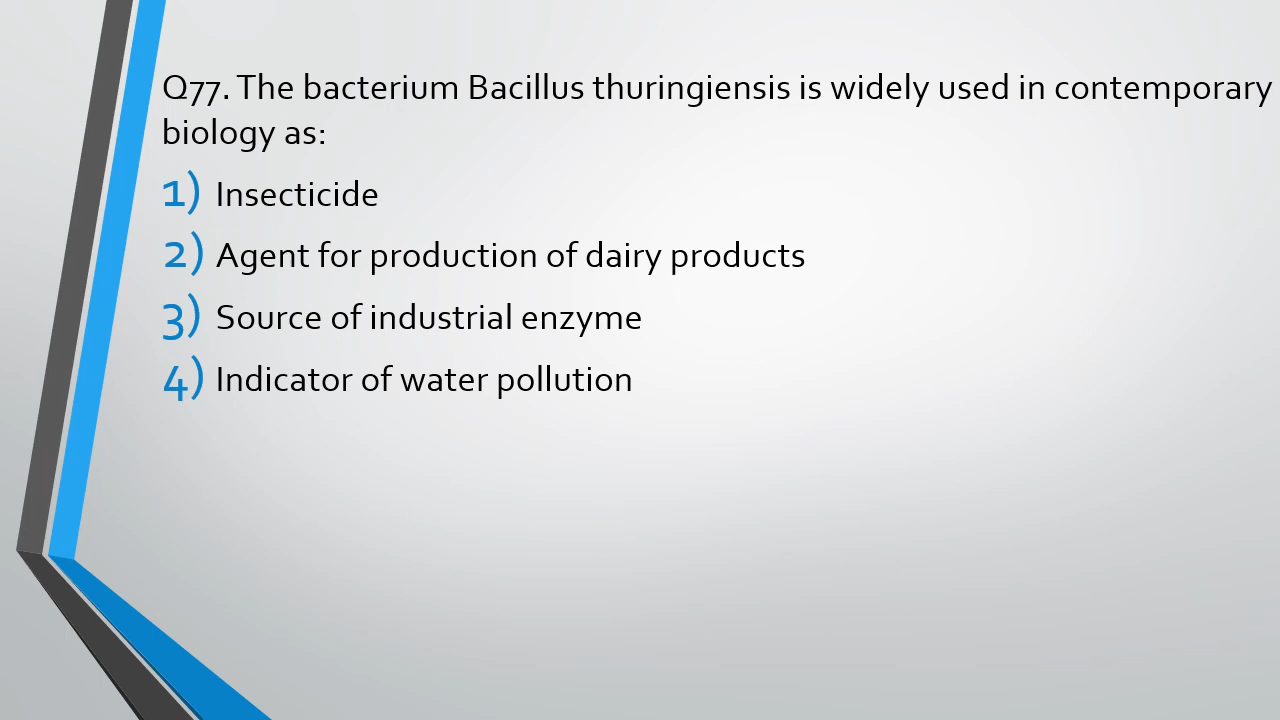 Q77. The bacterium Bacillus thuringiensis is widely used in contemporary
biology as:
1) Insecticide
2) Agent for production of dairy products
3) Source of industrial enzyme
4) Indicator of water pollution